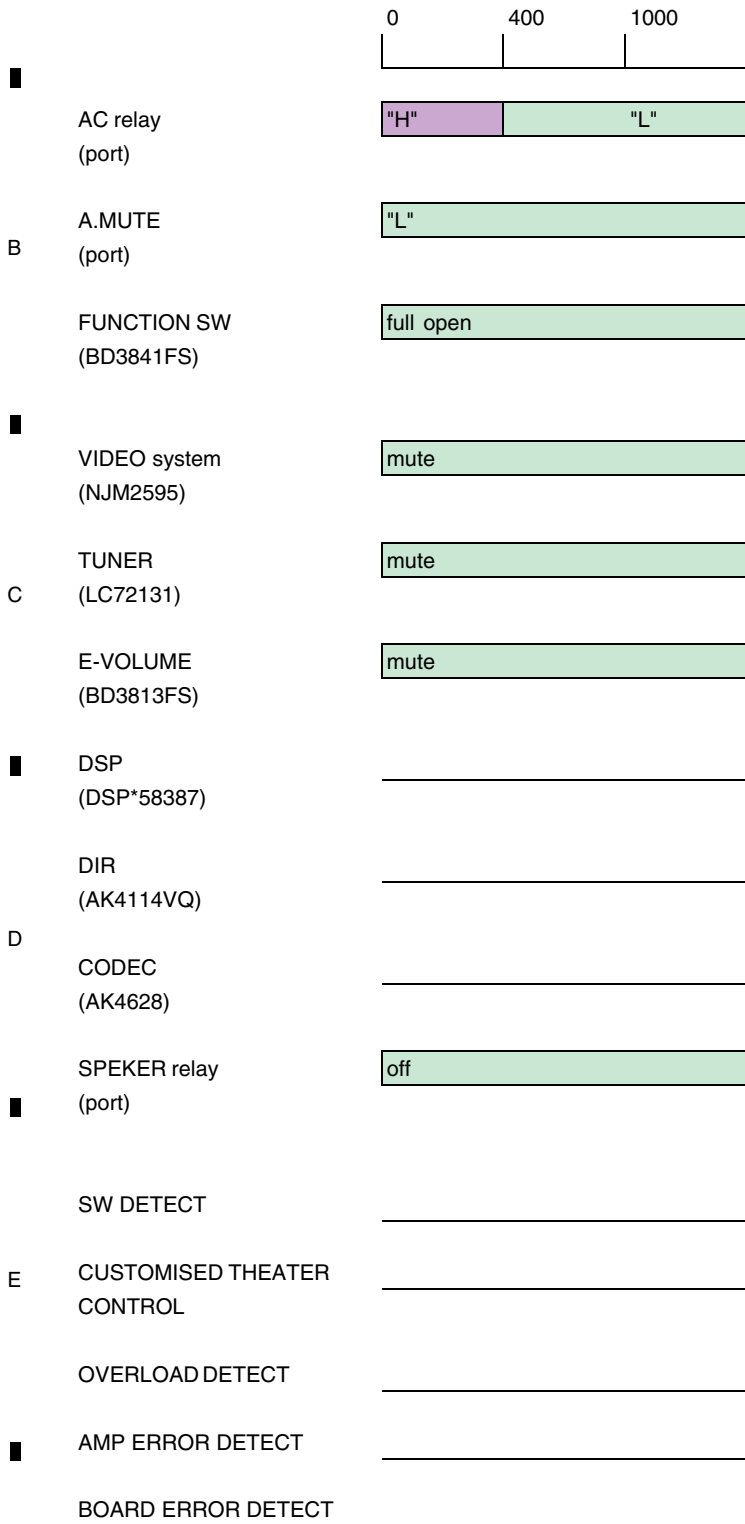 0 400 1000
AC relay "H" "L"
(port)
A.MUTE "L"
B (port)
FUNCTION SW full open
(BD3841FS)
VIDEO system mute
(NJM2595)
TUNER mute
C (LC72131)
E-VOLUME mute
(BD3813FS)
DSP
(DSP*58387)
DIR
(AK4114VQ)
D
CODEC
(AK4628)
SPEKER relay off
(port)
SW DETECT
E CUSTOMISED THEATER
CONTROL
OVERLOAD DETECT
AMP ERROR DETECT
BOARD ERROR DETECT